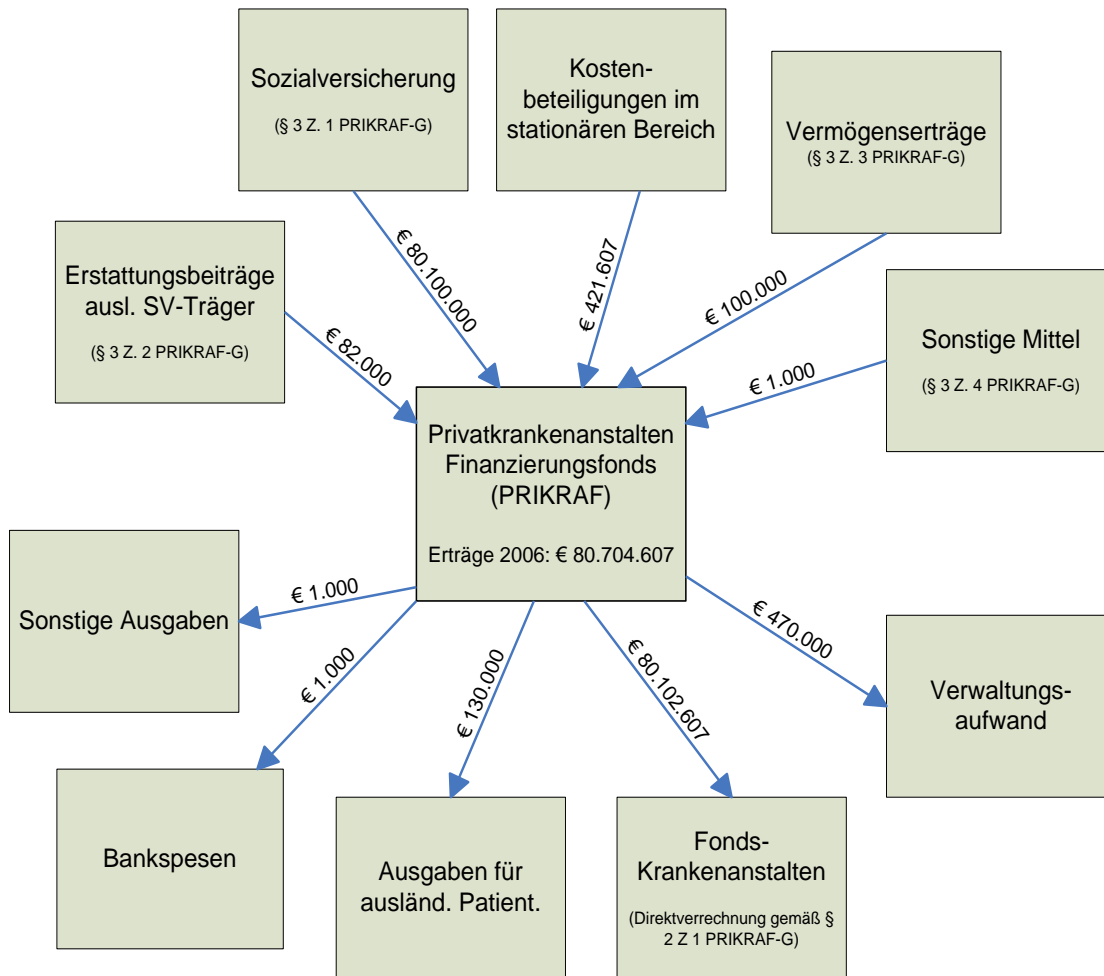 Sozialversicherung
(§ 3 Z. 1 PRIKRAF-G)
Kosten-
beteiligungen im
stationären Bereich
Vermögenserträge
(§ 3 Z. 3 PRIKRAF-G)
Erstattungsbeiträge
ausl. SV-Träger
(§ 3 Z. 2 PRIKRAF-G)
Sonstige Mittel
(§ 3 Z. 4 PRIKRAF-G)
€ 82.000
€ 80.100.000
€ 421.607
€ 100.000
€ 1.000
Privatkrankenanstalten
Finanzierungsfonds
(PRIKRAF)
Erträge 2006: € 80.704.607
€ 1.000
€ 1.000
€ 130.000
€ 80.102.607
€ 470.000
Sonstige Ausgaben
Bankspesen
Ausgaben für
ausländ. Patient.
Fonds-
Krankenanstalten
(Direktverrechnung gemäß §
2 Z 1 PRIKRAF-G)
Verwaltungs-
aufwand